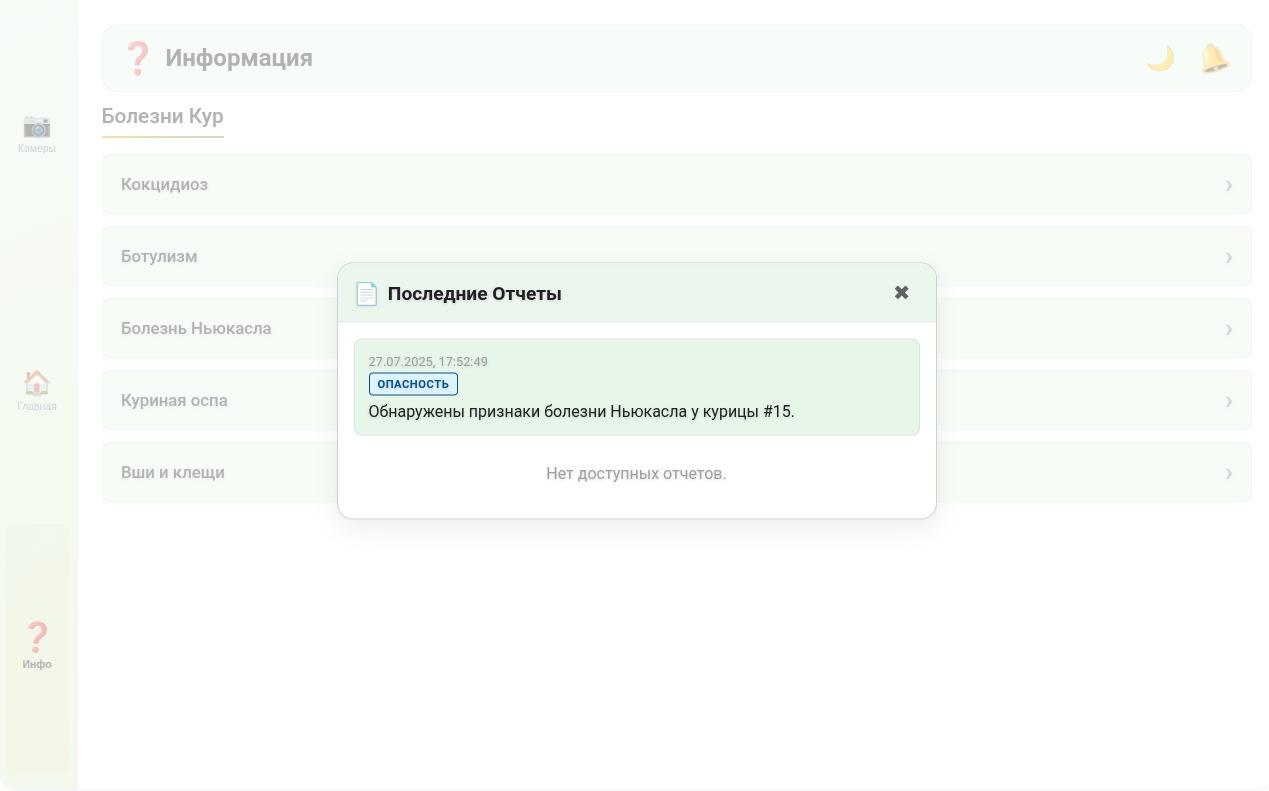 Информация
Болезни Кур
Камеры
Кокцидиоз
Ботулизм
Болезнь Ньюкасла
Главная
Куриная оспа
Вши и клещи
Инфо
Последние Отчеты
27.07.2025, 17:52:49
ОПАСНОСТЬ
Обнаружены признаки болезни Ньюкасла у курицы #15.
Нет доступных отчетов.